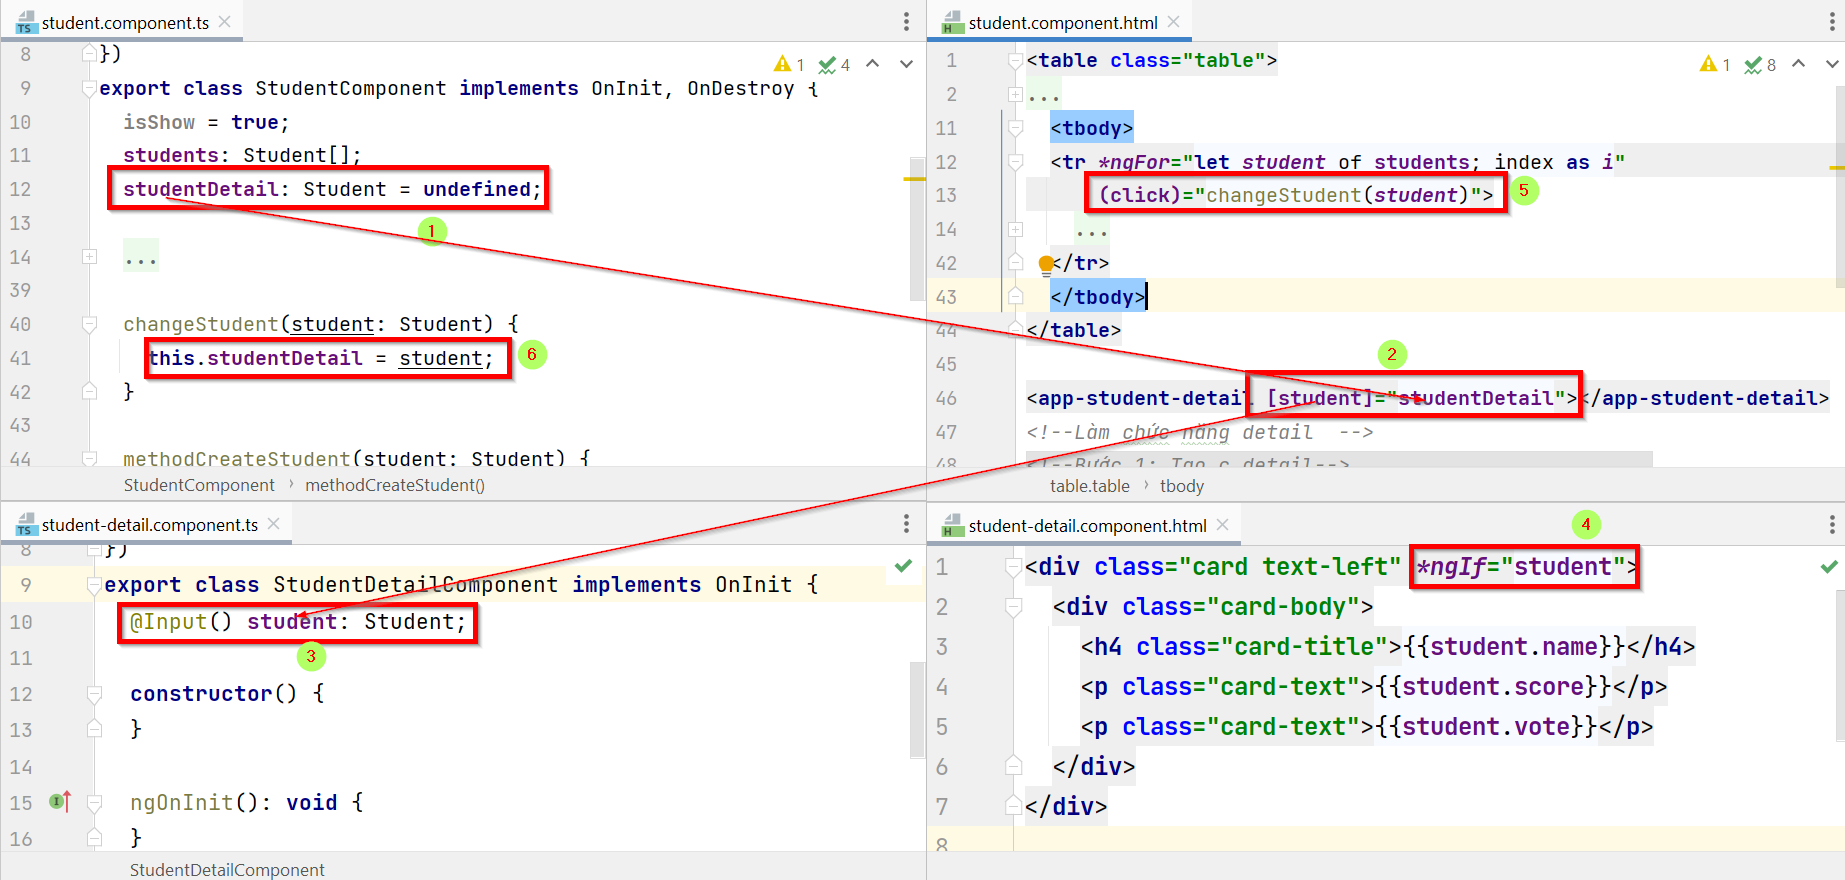 student.component.ts
8 })
1 4
9 export class StudentComponent implements OnInit, OnDestroy {
10 isShow = true;
11 students: Student[];
12 studentDetail: Student = undefined;
1
13
14 ...
39
40 changeStudent(student: Student) {
41 this.studentDetail = student;
6
42 }
43
44 methodCreateStudent(student: Student) {
StudentComponent › methodCreateStudent()
student.component.html
1 <table class="table">
1 8
2 ...
11 <tbody>
12 <tr *ngFor="let student of students; index as i"
13 (click)="changeStudent(student)">
5
14 ...
42 </tr>
43 </tbody>
44 </table>
45
2
46 <app-student-detail [student]="studentDetail"></app-student-detail>
47 <!--Làm chức năng detail -->
48 <!--Bước 1: Tạo c detail-->
table.table › tbody
student-detail.component.ts
8 })
9 export class StudentDetailComponent implements OnInit {
10 @Input() student: Student;
3
11
12 constructor() {
13 }
14
15 ngOnInit(): void {
16 }
StudentDetailComponent
student-detail.component.html
4
1 <div class="card text-left" *ngIf="student">
2 <div class="card-body">
3 <h4 class="card-title">{{student.name}}</h4>
4 <p class="card-text">{{student.score}}</p>
5 <p class="card-text">{{student.vote}}</p>
6 </div>
7 </div>
8